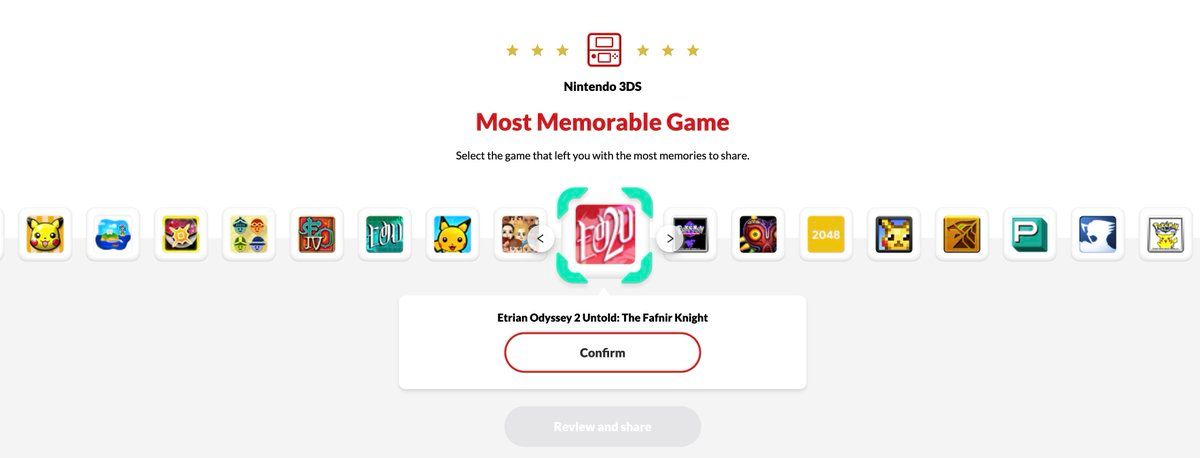 Nintendo 3DS
Most Memorable Game
Select the game that left you with the most memories to share.
EO2U
2048
P
Etrian Odyssey 2 Untold: The Fafnir Knight
Confirm
Review and share